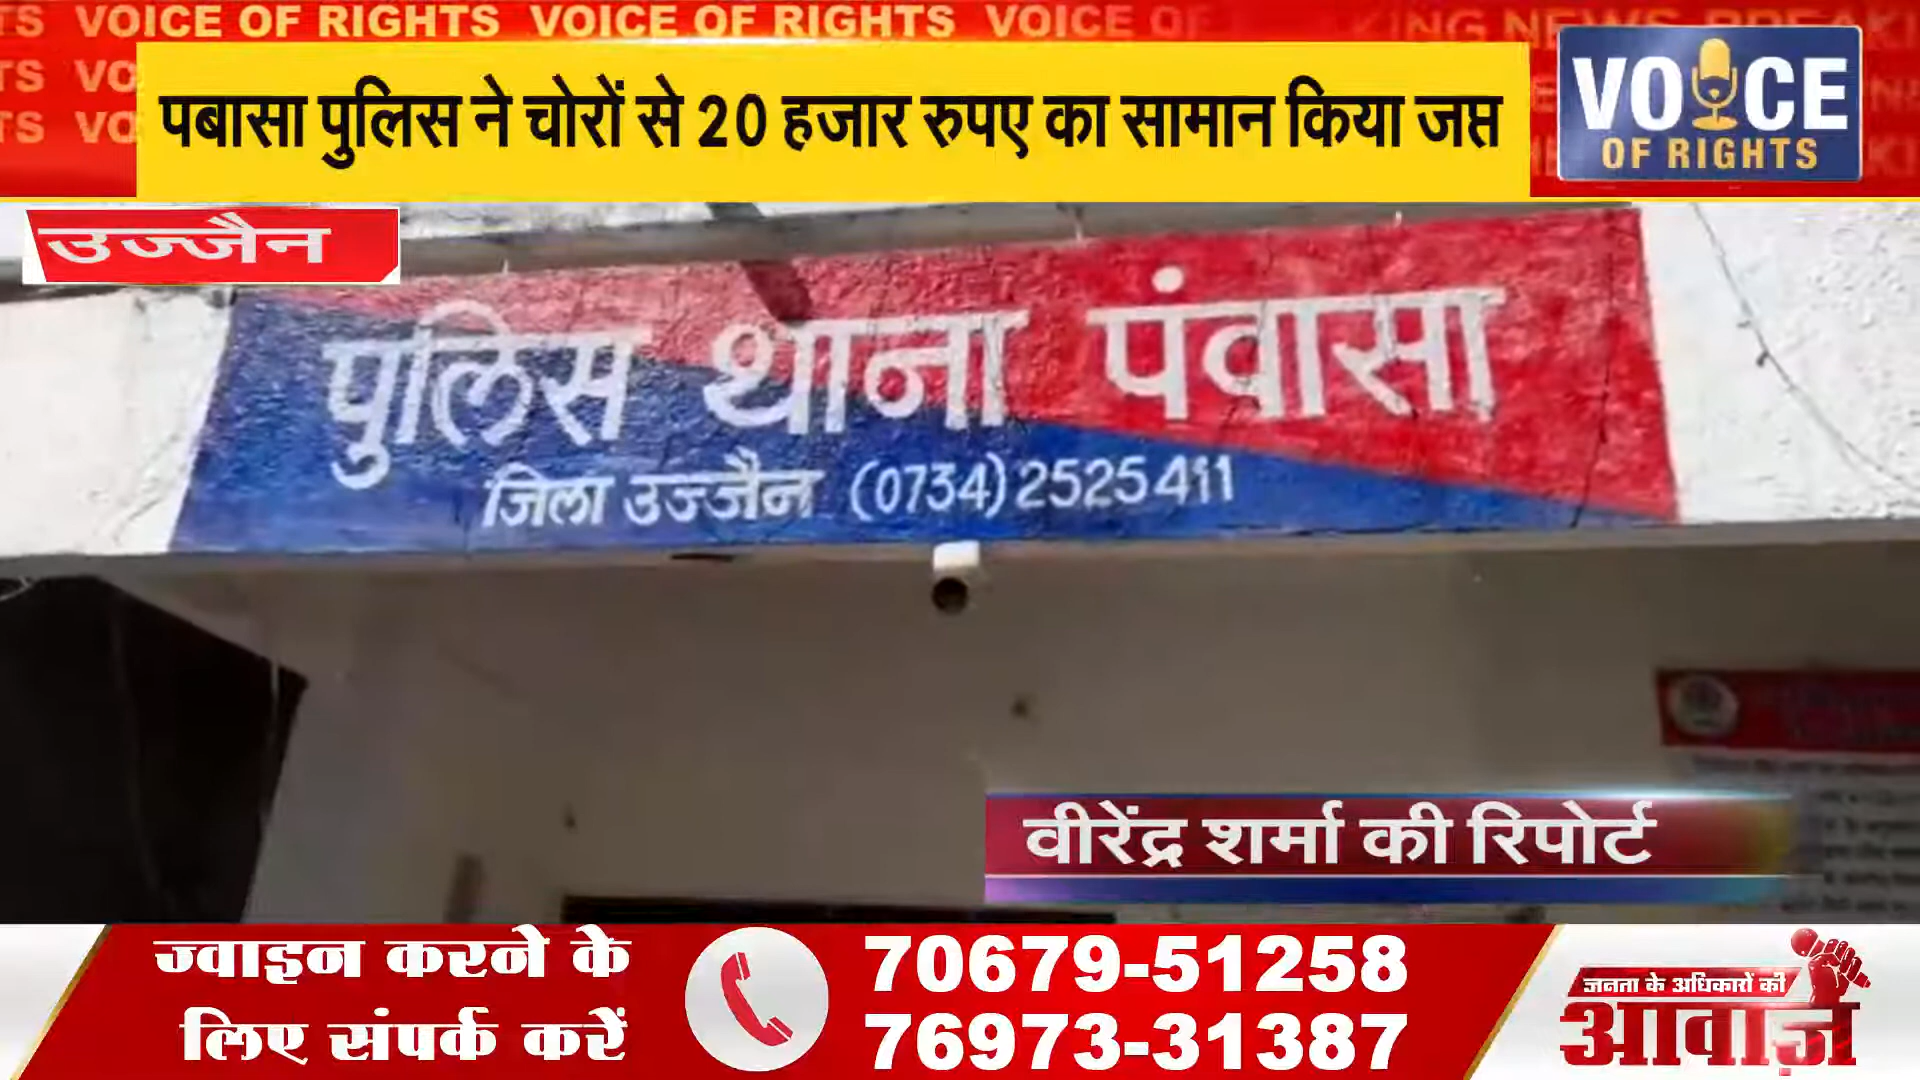 VOICE OF RIGHTS VOICE OF RIGHTS VOICE OF
पबासा पुलिस ने चोरों से 20 हजार रुपए का सामान किया जप्त
VOICE
OF RIGHTS
उज्जैन
पुलिस थाना पंवासा
जिला उज्जैन (0734) 2525411
वीरेंद्र शर्मा की रिपोर्ट
ज्वाइन करने के
लिए संपर्क करें
70679-51258
76973-31387
जनता के अधिकारों की
आवाज़